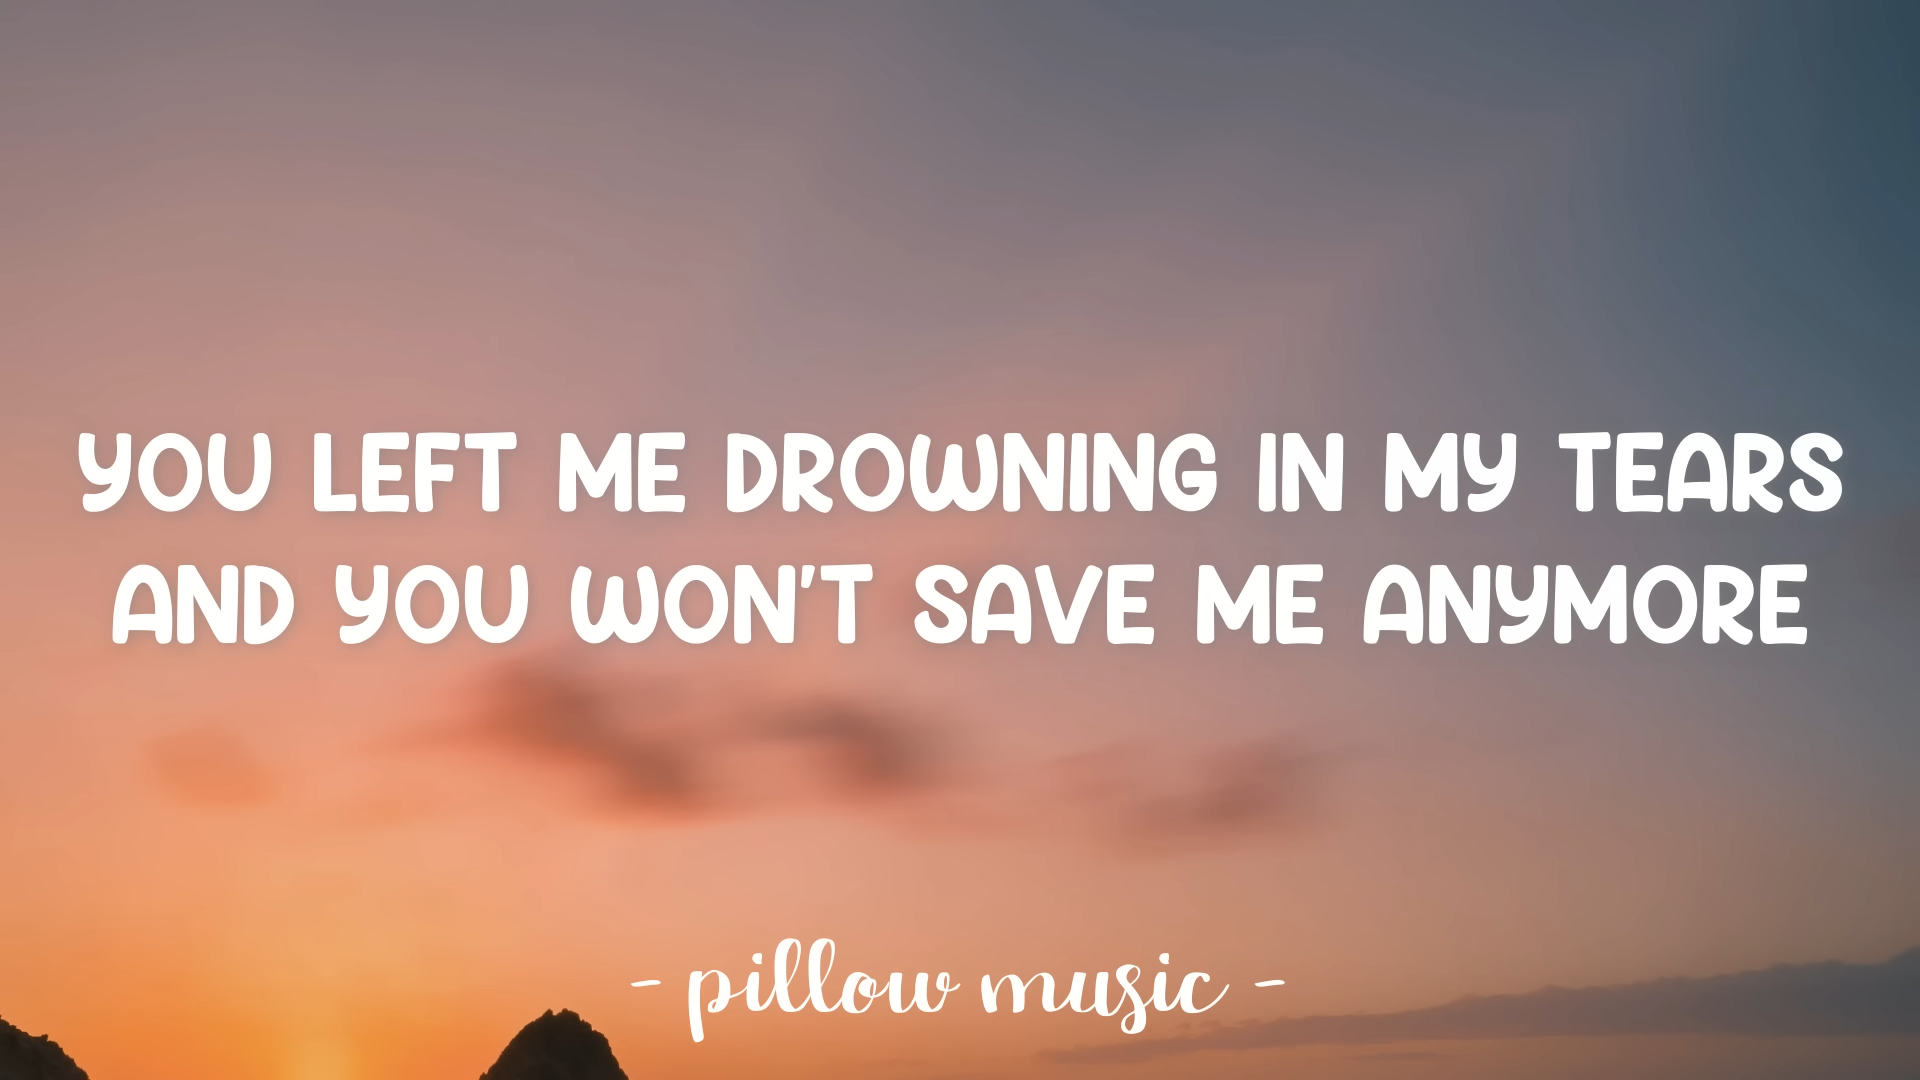 YOU LEFT ME DROWNING IN MY TEARS
AND YOU WON'T SAVE ME ANYMORE
- pillow music -